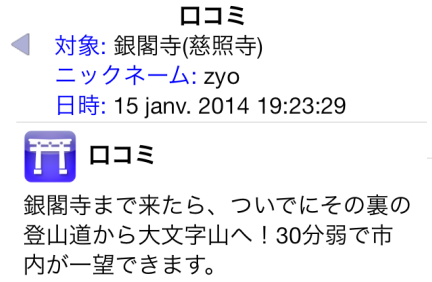 口コミ
対象: 銀閣寺(慈照寺)
ニックネーム: zyo
日時: 15 janv. 2014 19:23:29
口コミ
銀閣寺まで来たら、ついでにその裏の
登山道から大文字山へ！30分弱で市
内が一望できます。